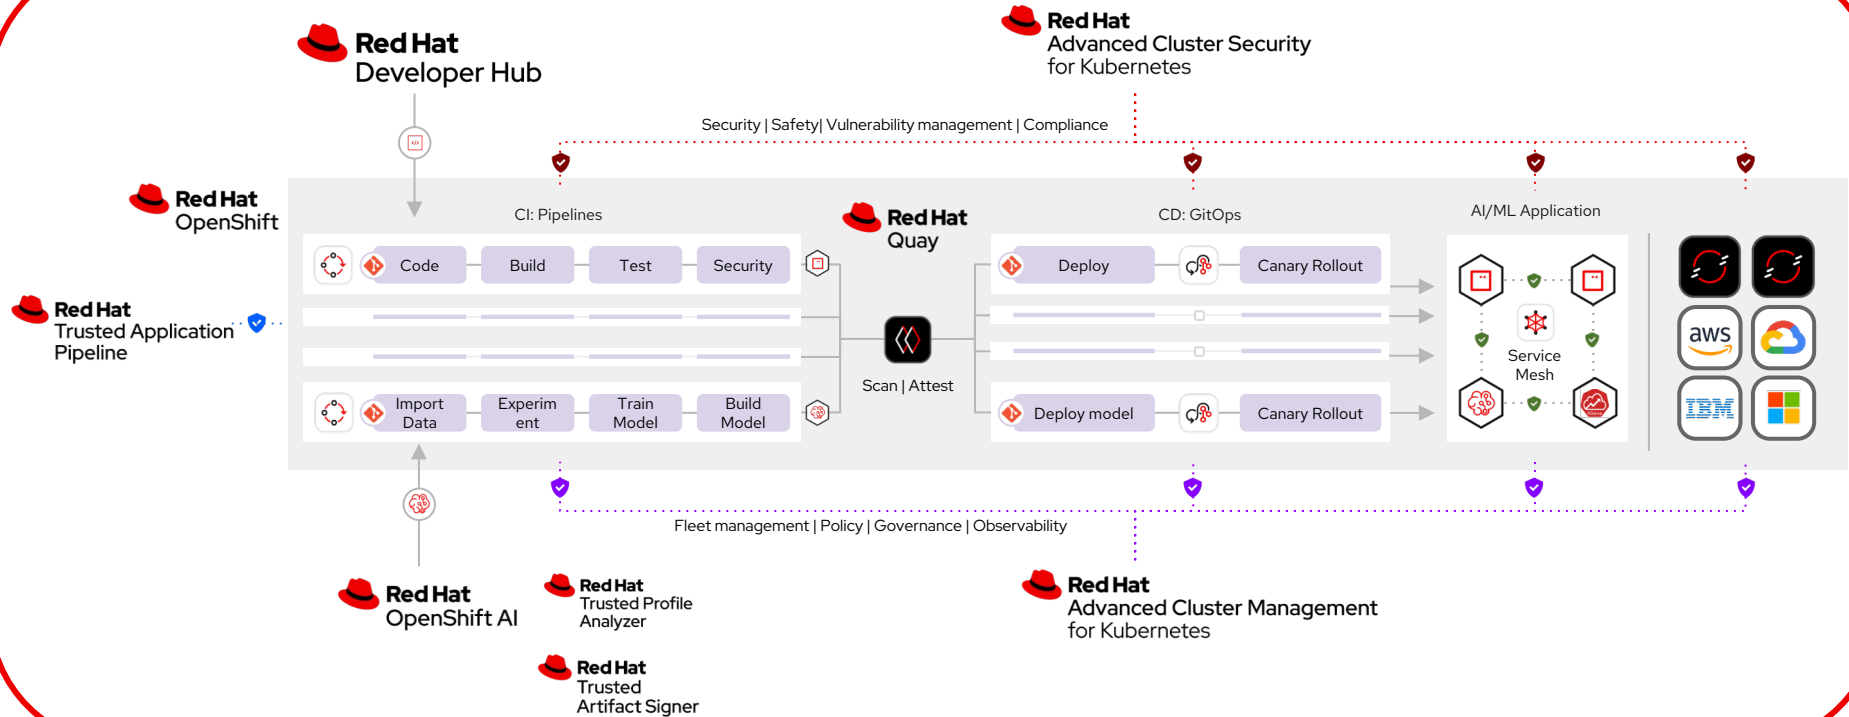 Red Hat
Developer Hub
Red Hat
Advanced Cluster Security
for Kubernetes
Security | Safety| Vulnerability management | Compliance
Red Hat
OpenShift
CI: Pipelines
Red Hat
Quay
CD: GitOps
AI/ML Application
Code
Build
Test
Security
Deploy
Canary Rollout
Red Hat
Trusted Application
Pipeline
Scan | Attest
Service
Mesh
aws
Import
Data
Experim
ent
Train
Model
Build
Model
Deploy model
Canary Rollout
IBM
Fleet management | Policy | Governance | Observability
Red Hat
OpenShift AI
Red Hat
Trusted Profile
Analyzer
Red Hat
Advanced Cluster Management
for Kubernetes
Red Hat
Trusted
Artifact Signer